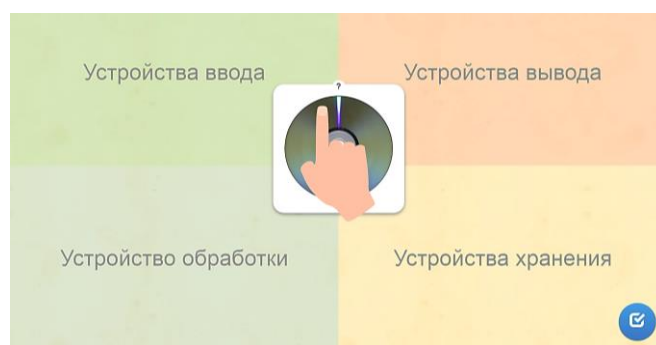 Устройства ввода
Устройства вывода
?
Устройство обработки
Устройства хранения